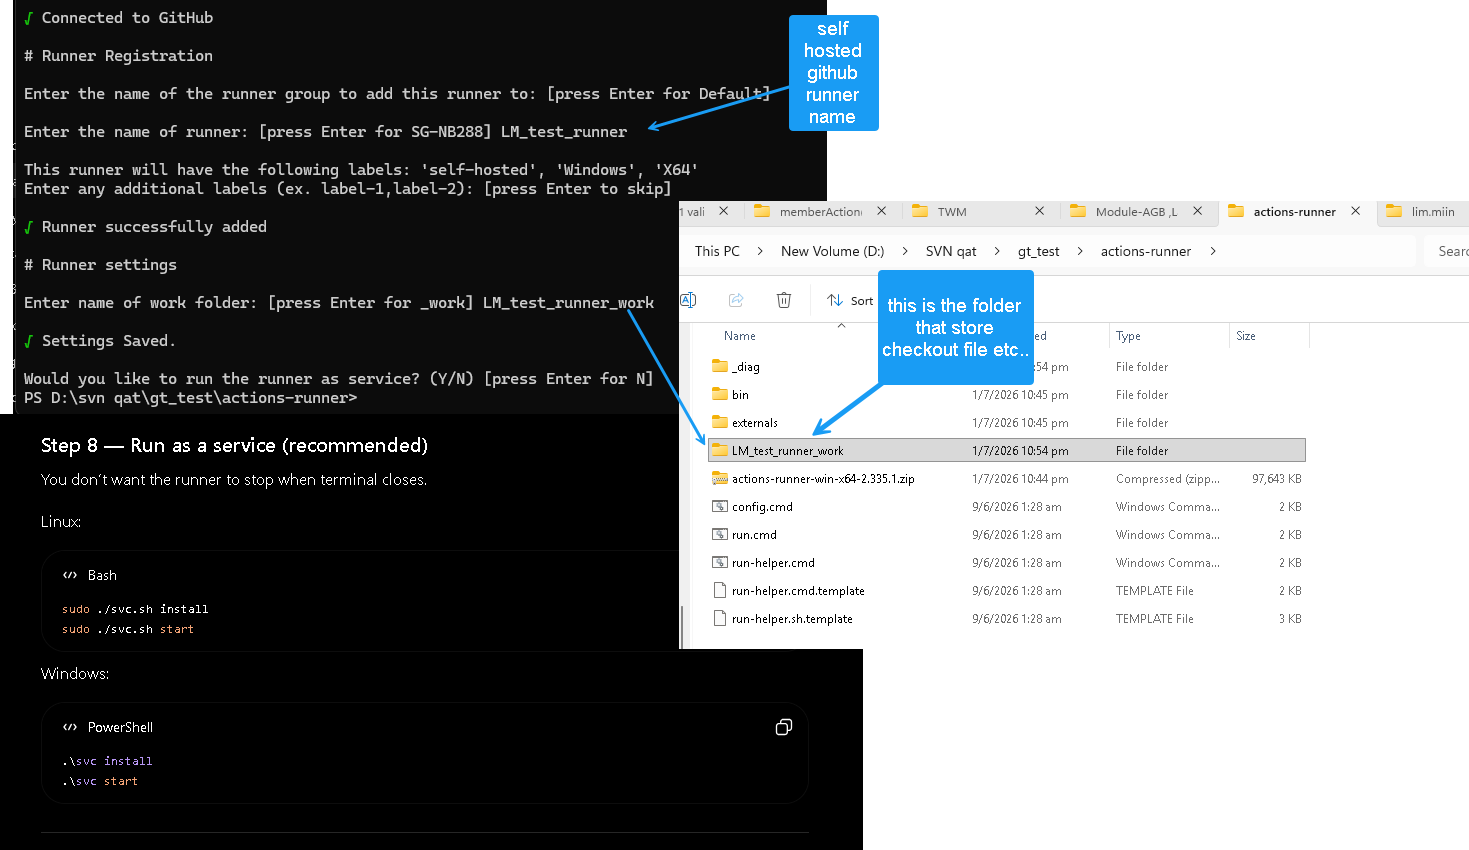 √ Connected to GitHub
# Runner Registration
Enter the name of the runner group to add this runner to: [press Enter for Default]
Enter the name of runner: [press Enter for SG-NB288] LM_test_runner
This runner will have the following labels: 'self-hosted', 'Windows', 'X64'
Enter any additional labels (ex. label-1,label-2): [press Enter to skip]
√ Runner successfully added
# Runner settings
Enter name of work folder: [press Enter for _work] LM_test_runner_work
√ Settings Saved.
Would you like to run the runner as service? (Y/N) [press Enter for N]
PS D:\svn qat\gt_test\actions-runner>
self
hosted
github
runner
name
1 vali
memberAction
TWM
Module-AGB ,L
actions-runner
lim.miin
This PC > New Volume (D:) > SVN qat > gt_test > actions-runner >
Searc
Sort
this is the folder
that store
checkout file etc..
Name ed Type Size
_diag :54 pm File folder
bin 1/7/2026 10:45 pm File folder
externals 1/7/2026 10:45 pm File folder
LM_test_runner_work 1/7/2026 10:54 pm File folder
actions-runner-win-x64-2.335.1.zip 1/7/2026 10:44 pm Compressed (zipp... 97,643 KB
config.cmd 9/6/2026 1:28 am Windows Comma... 2 KB
run.cmd 9/6/2026 1:28 am Windows Comma... 2 KB
run-helper.cmd 9/6/2026 1:28 am Windows Comma... 2 KB
run-helper.cmd.template 9/6/2026 1:28 am TEMPLATE File 2 KB
run-helper.sh.template 9/6/2026 1:28 am TEMPLATE File 3 KB
Step 8 — Run as a service (recommended)
You don't want the runner to stop when terminal closes.
Linux:
Bash
sudo ./svc.sh install
sudo ./svc.sh start
Windows:
PowerShell
.\svc install
.\svc start